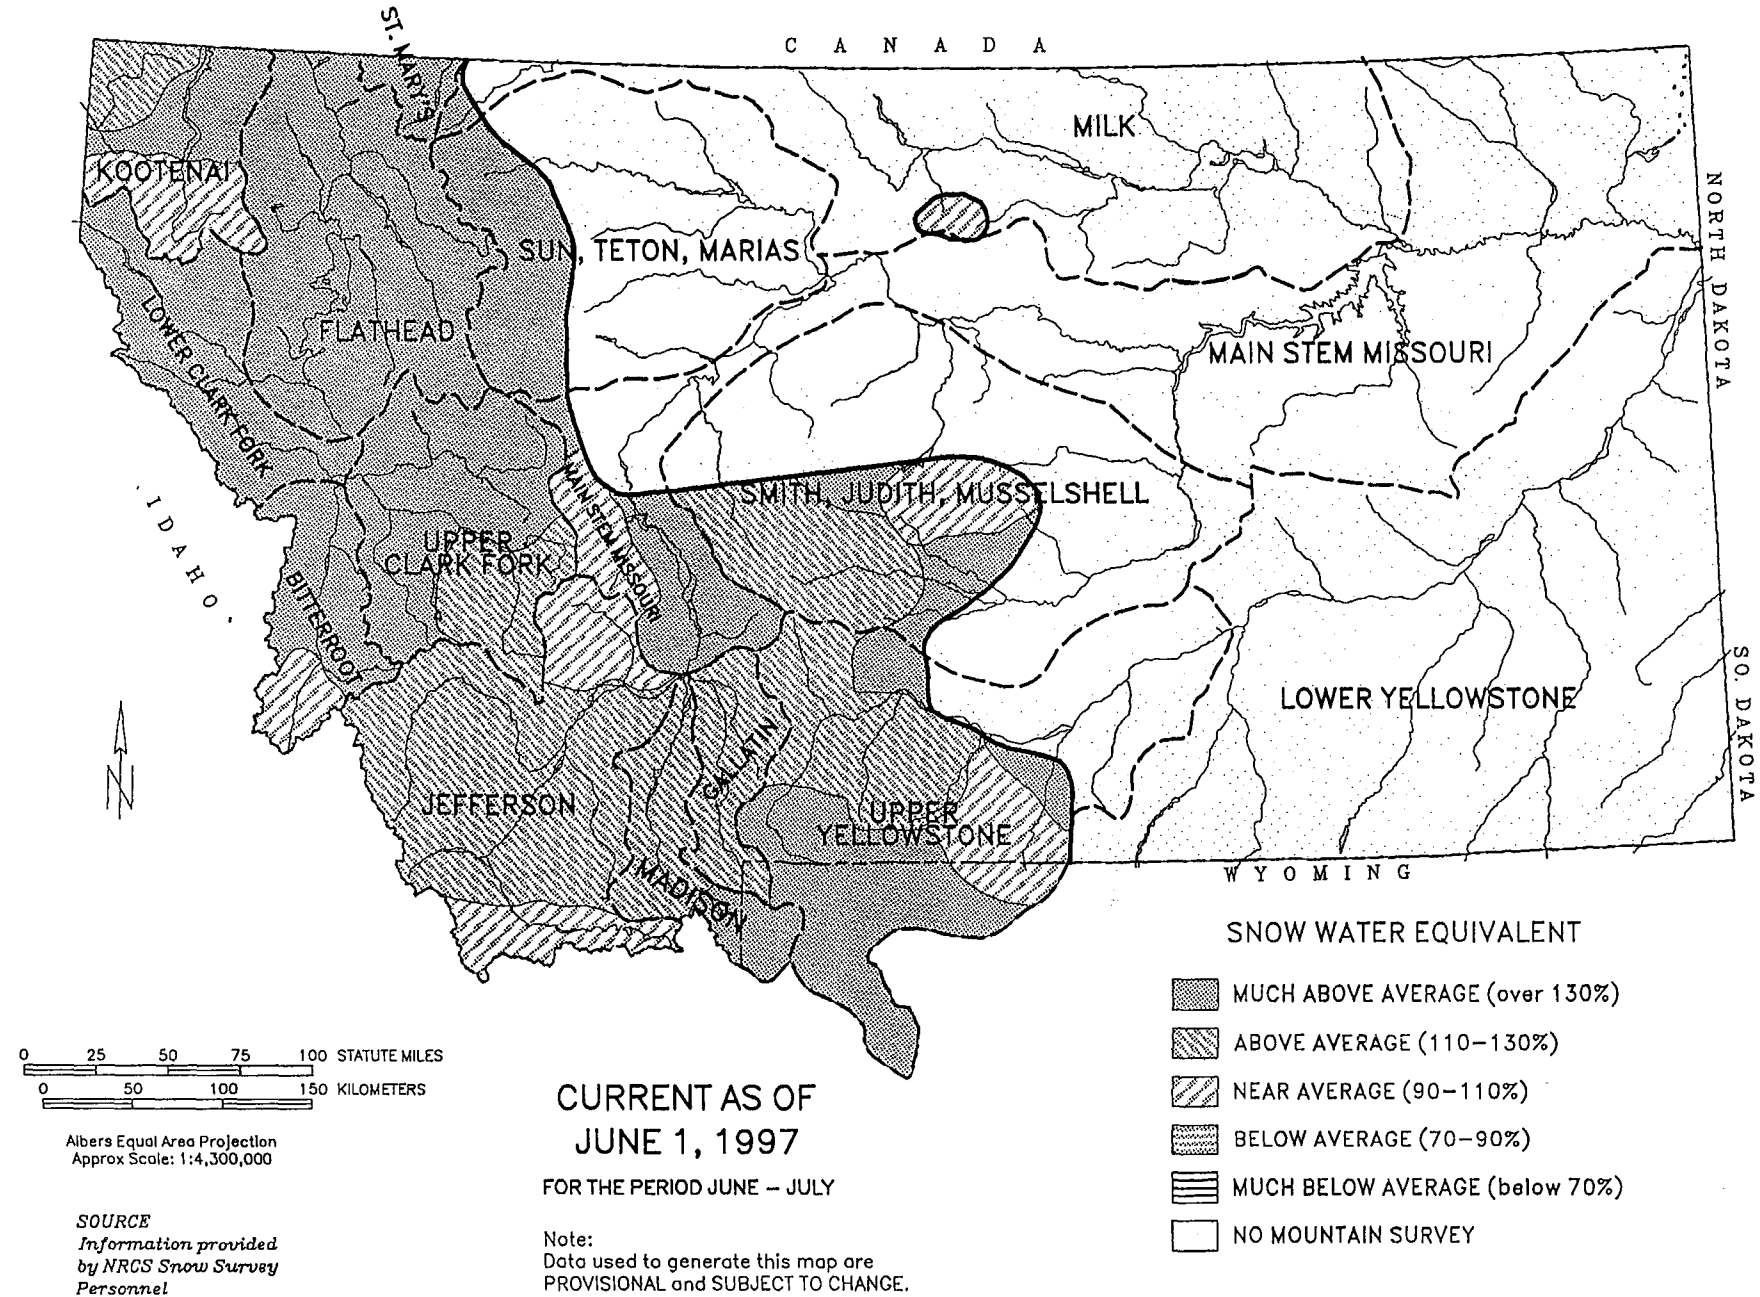 CANADA
ST. MARY'S
MILK
KOOTENAI
SUN, TETON, MARIAS
NORTH DAKOTA
FLATHEAD
LOWER CLARK FORK
MAIN STEM MISSOURI
SMITH, JUDITH, MUSSELSHELL
MAIN STEM MISSOURI
IDAHO
UPPER
CLARK FORK
BITTERROOT
SO. DAKOTA
LOWER YELLOWSTONE
N
GALLATIN
JEFFERSON
UPPER
YELLOWSTONE
MADISON
WYOMING
SNOW WATER EQUIVALENT
MUCH ABOVE AVERAGE (over 130%)
ABOVE AVERAGE (110-130%)
NEAR AVERAGE (90-110%)
BELOW AVERAGE (70-90%)
MUCH BELOW AVERAGE (below 70%)
NO MOUNTAIN SURVEY
0 25 50 75 100 STATUTE MILES
0 50 100 150 KILOMETERS
Albers Equal Area Projection
Approx Scale: 1:4,300,000
SOURCE
Information provided
by NRCS Snow Survey
Personnel
CURRENT AS OF
JUNE 1, 1997
FOR THE PERIOD JUNE - JULY
Note:
Data used to generate this map are
PROVISIONAL and SUBJECT TO CHANGE.